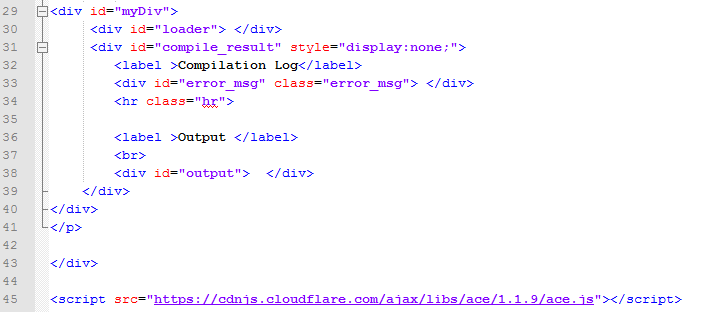 29 <div id="myDiv">
30 <div id="loader"> </div>
31 <div id="compile_result" style="display:none;">
32 <label >Compilation Log</label>
33 <div id="error_msg" class="error_msg"> </div>
34 <hr class="hr">
35
36 <label >Output </label>
37 <br>
38 <div id="output">  </div>
39 </div>
40 </div>
41 </p>
42
43 </div>
44
45 <script src="https://cdnjs.cloudflare.com/ajax/libs/ace/1.1.9/ace.js"></script>